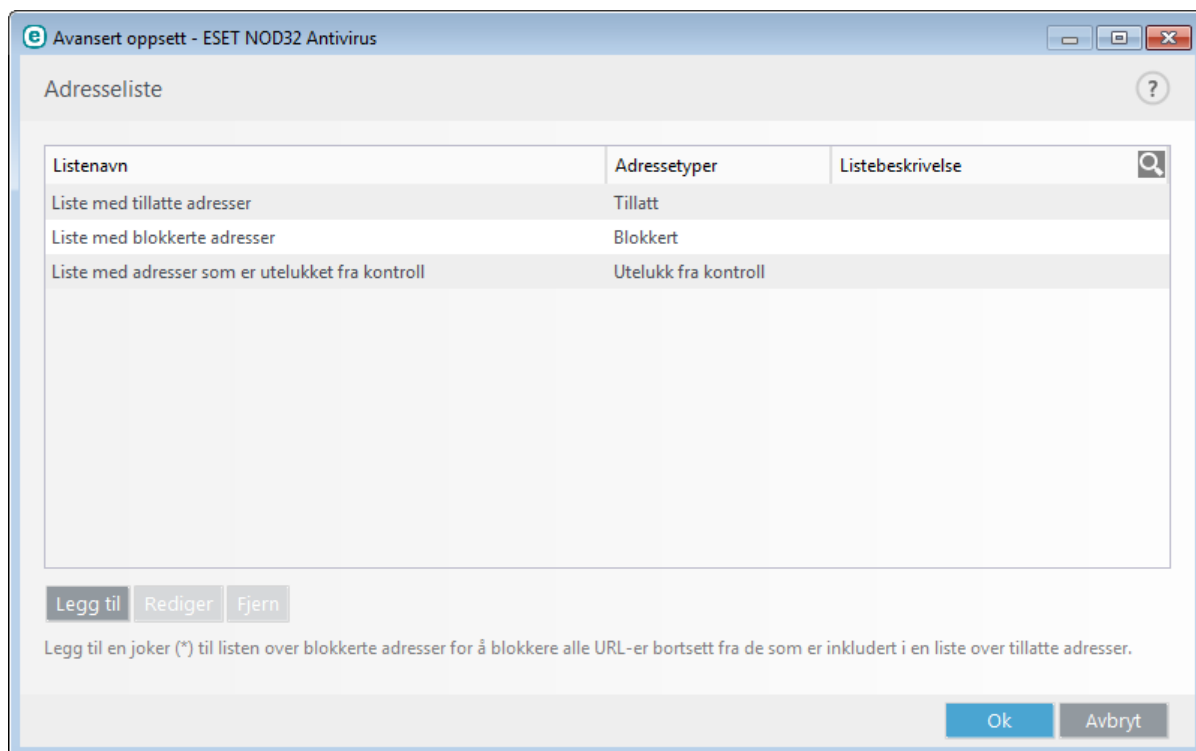 Avansert oppsett - ESET NOD32 Antivirus
Adresseliste
?
Listenavn Adressetyper Listebeskrivelse
Liste med tillatte adresser Tillatt
Liste med blokkerte adresser Blokkert
Liste med adresser som er utelukket fra kontroll Utelukk fra kontroll
Legg til Rediger Fjern
Legg til en joker (*) til listen over blokkerte adresser for å blokkere alle URL-er bortsett fra de som er inkludert i en liste over tillatte adresser.
Ok Avbryt